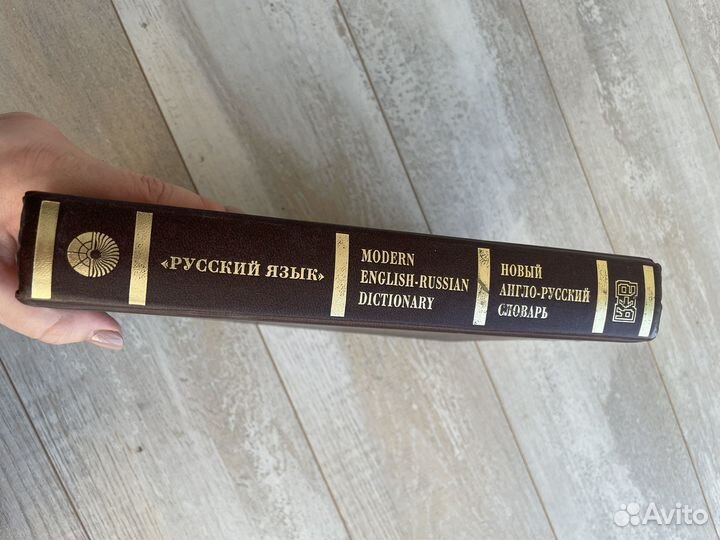 «РУССКИЙ ЯЗЫК»
MODERN
ENGLISH-RUSSIAN
DICTIONARY
НОВЫЙ
АНГЛО-РУССКИЙ
СЛОВАРЬ
Avito